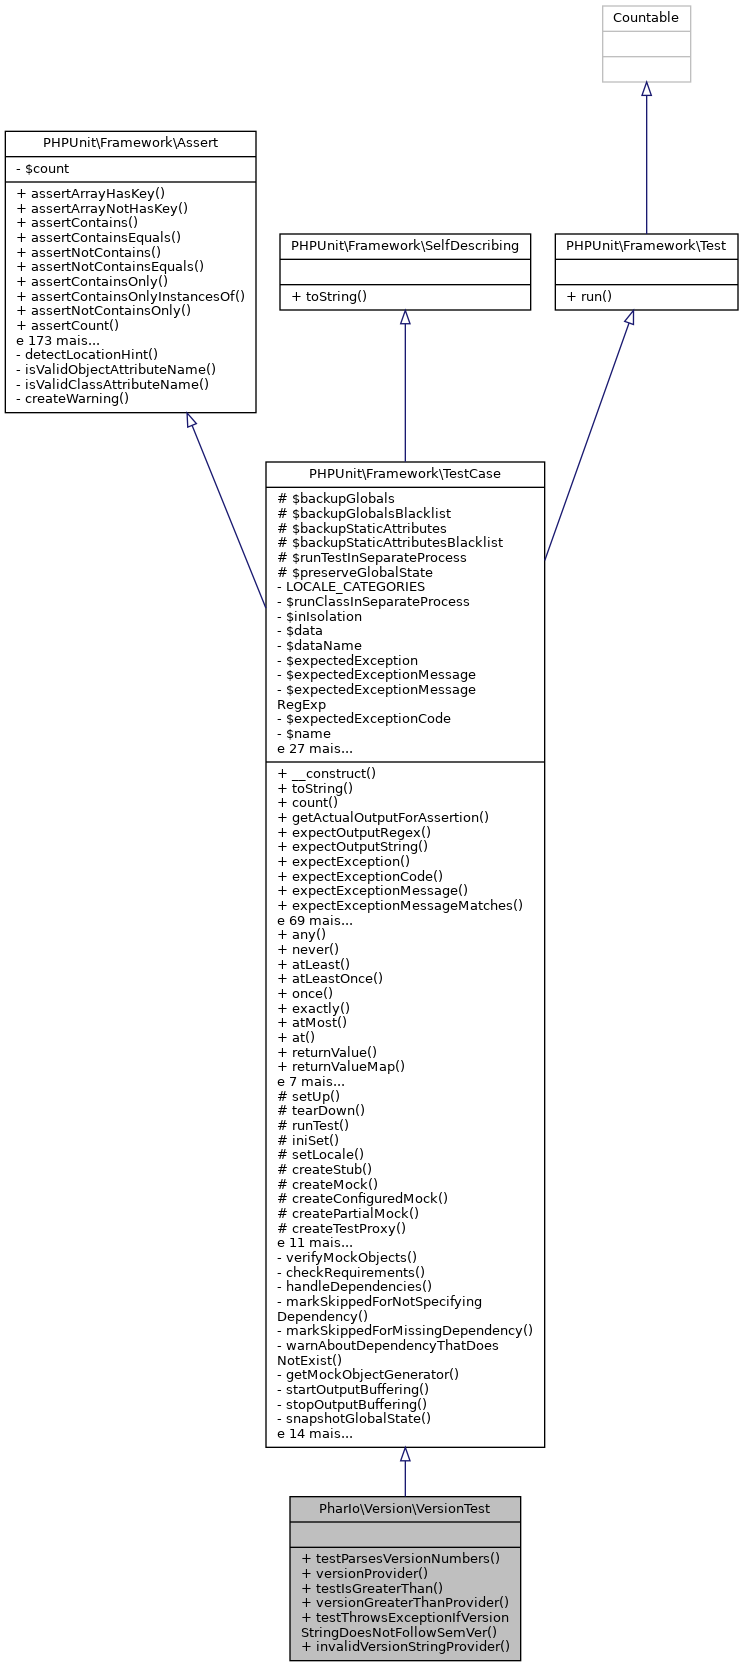 Countable
PHPUnit\Framework\Assert
- $count
+ assertArrayHasKey()
+ assertArrayNotHasKey()
+ assertContains()
+ assertContainsEquals()
+ assertNotContains()
+ assertNotContainsEquals()
+ assertContainsOnly()
+ assertContainsOnlyInstancesOf()
+ assertNotContainsOnly()
+ assertCount()
e 173 mais...
- detectLocationHint()
- isValidObjectAttributeName()
- isValidClassAttributeName()
- createWarning()
PHPUnit\Framework\SelfDescribing
+ toString()
PHPUnit\Framework\Test
+ run()
PHPUnit\Framework\TestCase
# $backupGlobals
# $backupGlobalsBlacklist
# $backupStaticAttributes
# $backupStaticAttributesBlacklist
# $runTestInSeparateProcess
# $preserveGlobalState
- LOCALE_CATEGORIES
- $runClassInSeparateProcess
- $inIsolation
- $data
- $dataName
- $expectedException
- $expectedExceptionMessage
- $expectedExceptionMessage
RegExp
- $expectedExceptionCode
- $name
e 27 mais...
+ __construct()
+ toString()
+ count()
+ getActualOutputForAssertion()
+ expectOutputRegex()
+ expectOutputString()
+ expectException()
+ expectExceptionCode()
+ expectExceptionMessage()
+ expectExceptionMessageMatches()
e 69 mais...
+ any()
+ never()
+ atLeast()
+ atLeastOnce()
+ once()
+ exactly()
+ atMost()
+ at()
+ returnValue()
+ returnValueMap()
e 7 mais...
# setUp()
# tearDown()
# runTest()
# iniSet()
# setLocale()
# createStub()
# createMock()
# createConfiguredMock()
# createPartialMock()
# createTestProxy()
e 11 mais...
- verifyMockObjects()
- checkRequirements()
- handleDependencies()
- markSkippedForNotSpecifying
Dependency()
- markSkippedForMissingDependency()
- warnAboutDependencyThatDoes
NotExist()
- getMockObjectGenerator()
- startOutputBuffering()
- stopOutputBuffering()
- snapshotGlobalState()
e 14 mais...
PharIo\Version\VersionTest
+ testParsesVersionNumbers()
+ versionProvider()
+ testIsGreaterThan()
+ versionGreaterThanProvider()
+ testThrowsExceptionIfVersion
StringDoesNotFollowSemVer()
+ invalidVersionStringProvider()